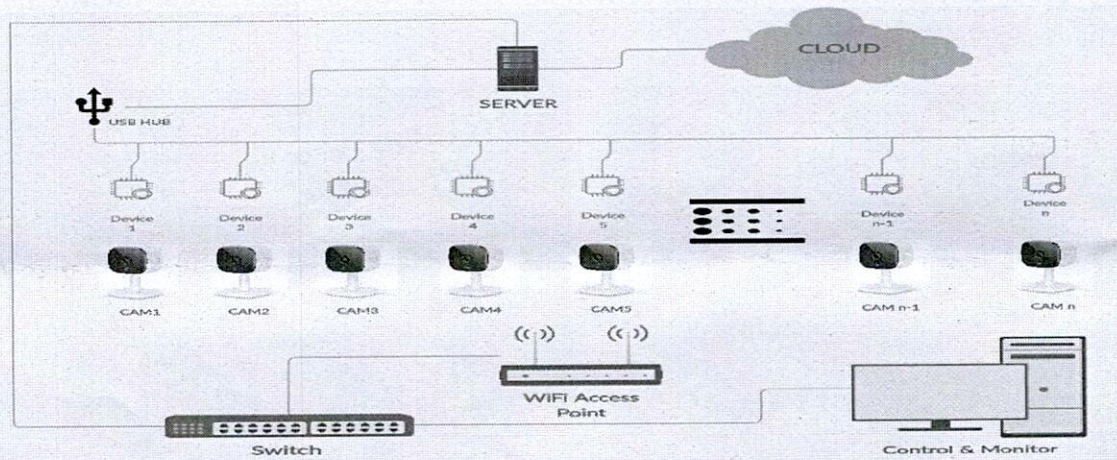 CLOUD
SERVER
USB HUB
Device
1
Device
2
Device
3
Device
4
Device
5
Device
n-1
Device
n
CAM1
CAM2
CAM3
CAM4
CAM5
CAM n-1
CAM n
WiFi Access
Point
Switch
Control & Monitor